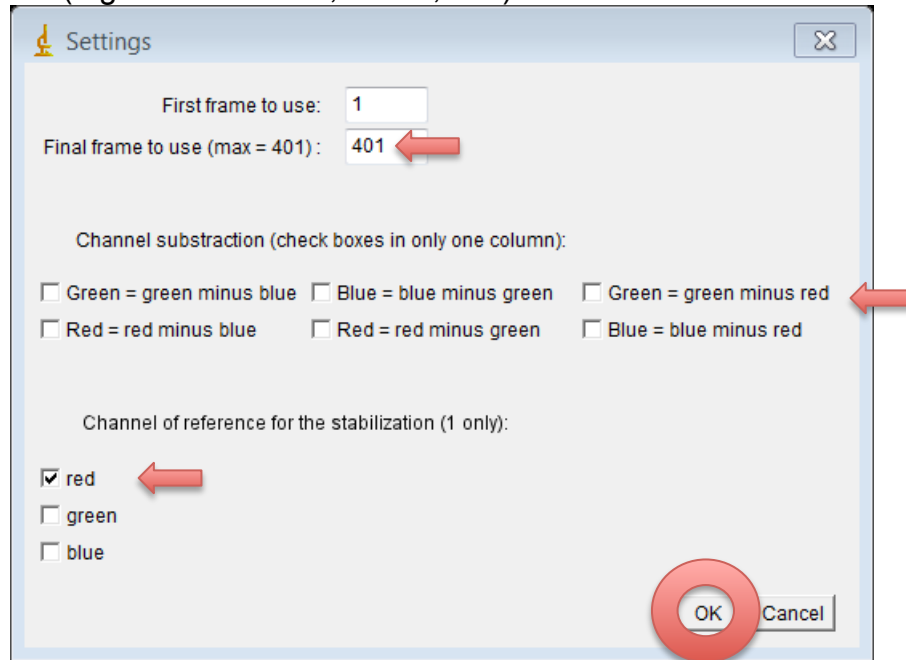 Settings
First frame to use: 1
Final frame to use (max = 401) : 401
Channel substraction (check boxes in only one column):
Green = green minus blue Blue = blue minus green Green = green minus red
Red = red minus blue Red = red minus green Blue = blue minus red
Channel of reference for the stabilization (1 only):
red
green
blue
OK Cancel